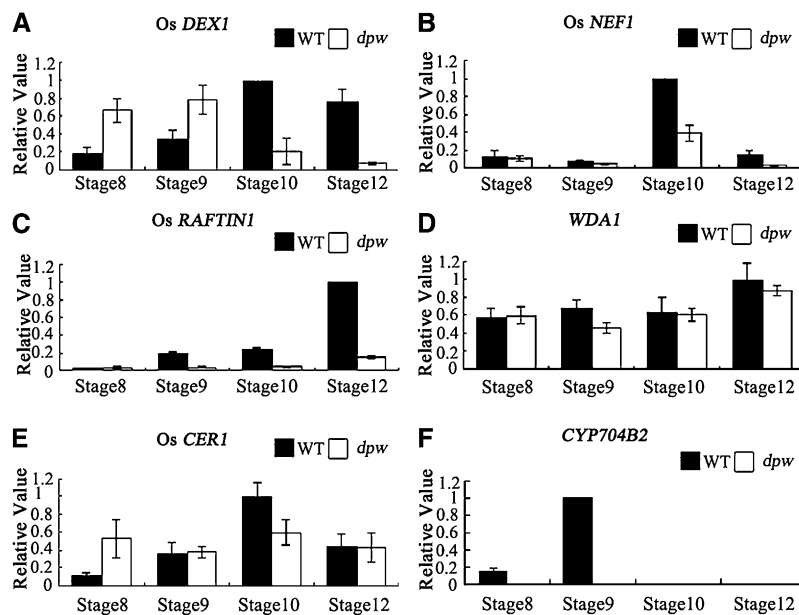 A
Os DEX1
WT dpw
Relative Value
1.2
1
0.8
0.6
0.4
0.2
0
Stage8 Stage9 Stage10 Stage12
B
Os NEF1
WT dpw
Relative Value
1.2
1
0.8
0.6
0.4
0.2
0
Stage8 Stage9 Stage10 Stage12
C
Os RAFTIN1
WT dpw
Relative Value
1.2
1
0.8
0.6
0.4
0.2
0
Stage8 Stage9 Stage10 Stage12
D
WDA1
WT dpw
Relative Value
1.2
1
0.8
0.6
0.4
0.2
0
Stage8 Stage9 Stage10 Stage12
E
Os CER1
WT dpw
Relative Value
1.2
1
0.8
0.6
0.4
0.2
0
Stage8 Stage9 Stage10 Stage12
F
CYP704B2
WT dpw
Relative Value
1.2
1
0.8
0.6
0.4
0.2
0
Stage8 Stage9 Stage10 Stage12